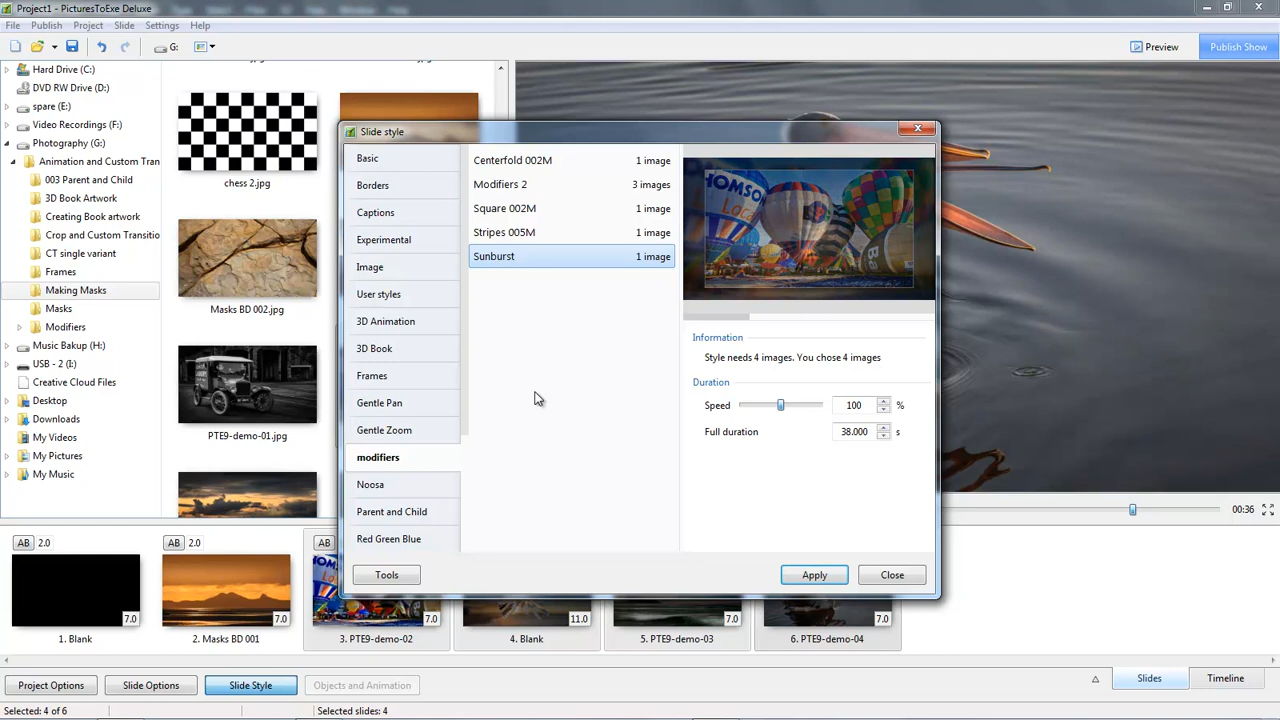 Project1 - PicturesToExe Deluxe
File Publish Project Slide Settings Help
G: Preview Publish Show
Hard Drive (C:)
DVD RW Drive (D:)
spare (E:)
Video Recordings (F:)
Photography (G:)
Animation and Custom Tran
003 Parent and Child
3D Book Artwork
Creating Book artwork
Crop and Custom Transitio
CT single variant
Frames
Making Masks
Masks
Modifiers
Music Bakup (H:)
USB - 2 (I:)
Creative Cloud Files
Desktop
Downloads
My Videos
My Pictures
My Music
chess 2.jpg
Masks BD 002.jpg
PTE9-demo-01.jpg
Slide style
Basic
Borders
Captions
Experimental
Image
User styles
3D Animation
3D Book
Frames
Gentle Pan
Gentle Zoom
modifiers
Noosa
Parent and Child
Red Green Blue
Centerfold 002M 1 image
Modifiers 2 3 images
Square 002M 1 image
Stripes 005M 1 image
Sunburst 1 image
HOMSO
Loca
Information
Style needs 4 images. You chose 4 images
Duration
Speed 100 %
Full duration 38.000 s
Tools Apply Close
00:36
AB 2.0 AB 2.0 AB
7.0 7.0 7.0 11.0 7.0 7.0
1. Blank 2. Masks BD 001 3. PTE9-demo-02 4. Blank 5. PTE9-demo-03 6. PTE9-demo-04
Project Options Slide Options Slide Style Objects and Animation Slides Timeline
Selected: 4 of 6 Selected slides: 4